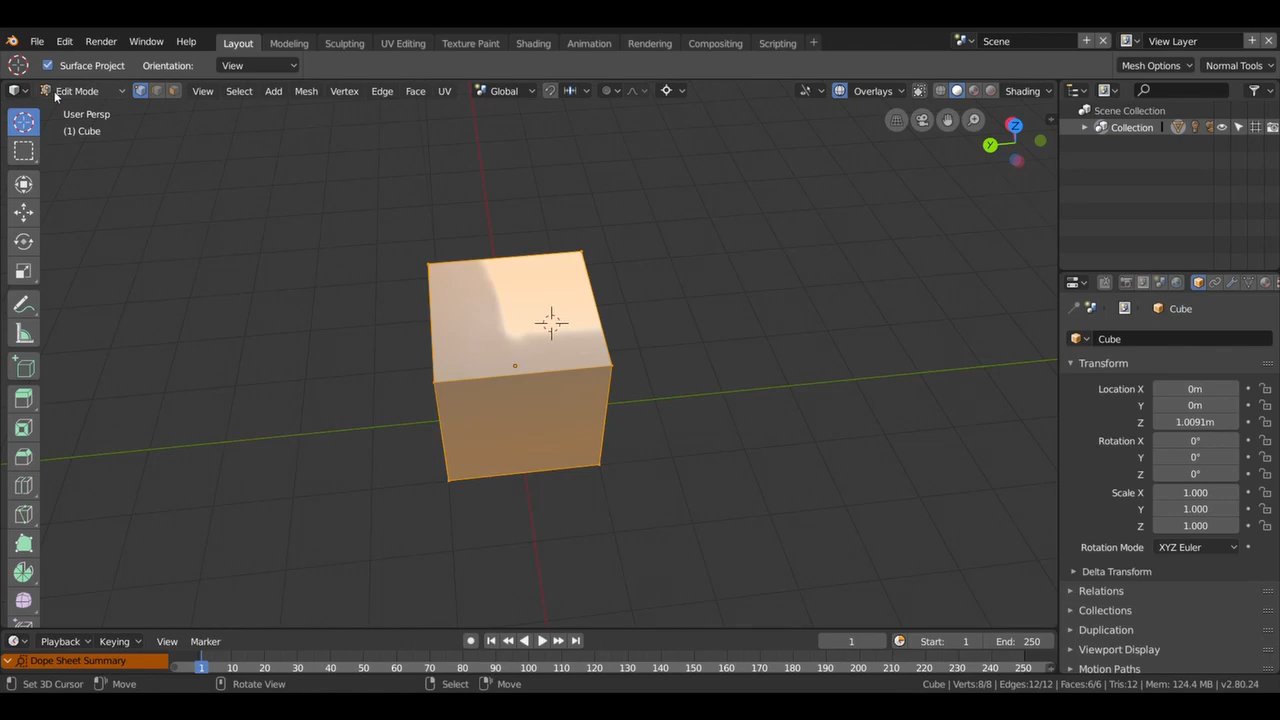 File Edit Render Window Help Layout Modeling Sculpting UV Editing Texture Paint Shading Animation Rendering Compositing Scripting + Scene View Layer
Surface Project Orientation: View Mesh Options Normal Tools
Edit Mode View Select Add Mesh Vertex Edge Face UV Global Overlays Shading
User Persp
(1) Cube
Z
Y
Scene Collection
Collection
Cube
Cube
Transform
Location X 0m
Y 0m
Z 1.0091m
Rotation X 0°
Y 0°
Z 0°
Scale X 1.000
Y 1.000
Z 1.000
Rotation Mode XYZ Euler
Delta Transform
Relations
Collections
Duplication
Viewport Display
Motion Paths
Playback Keying View Marker 1 Start: 1 End: 250
Dope Sheet Summary 1 10 20 30 40 50 60 70 80 90 100 110 120 130 140 150 160 170 180 190 200 210 220 230 240 250
Set 3D Cursor Move Rotate View Select Move Cube | Verts:8/8 | Edges:12/12 | Faces:6/6 | Tris:12 | Mem: 124.4 MB | v2.80.24